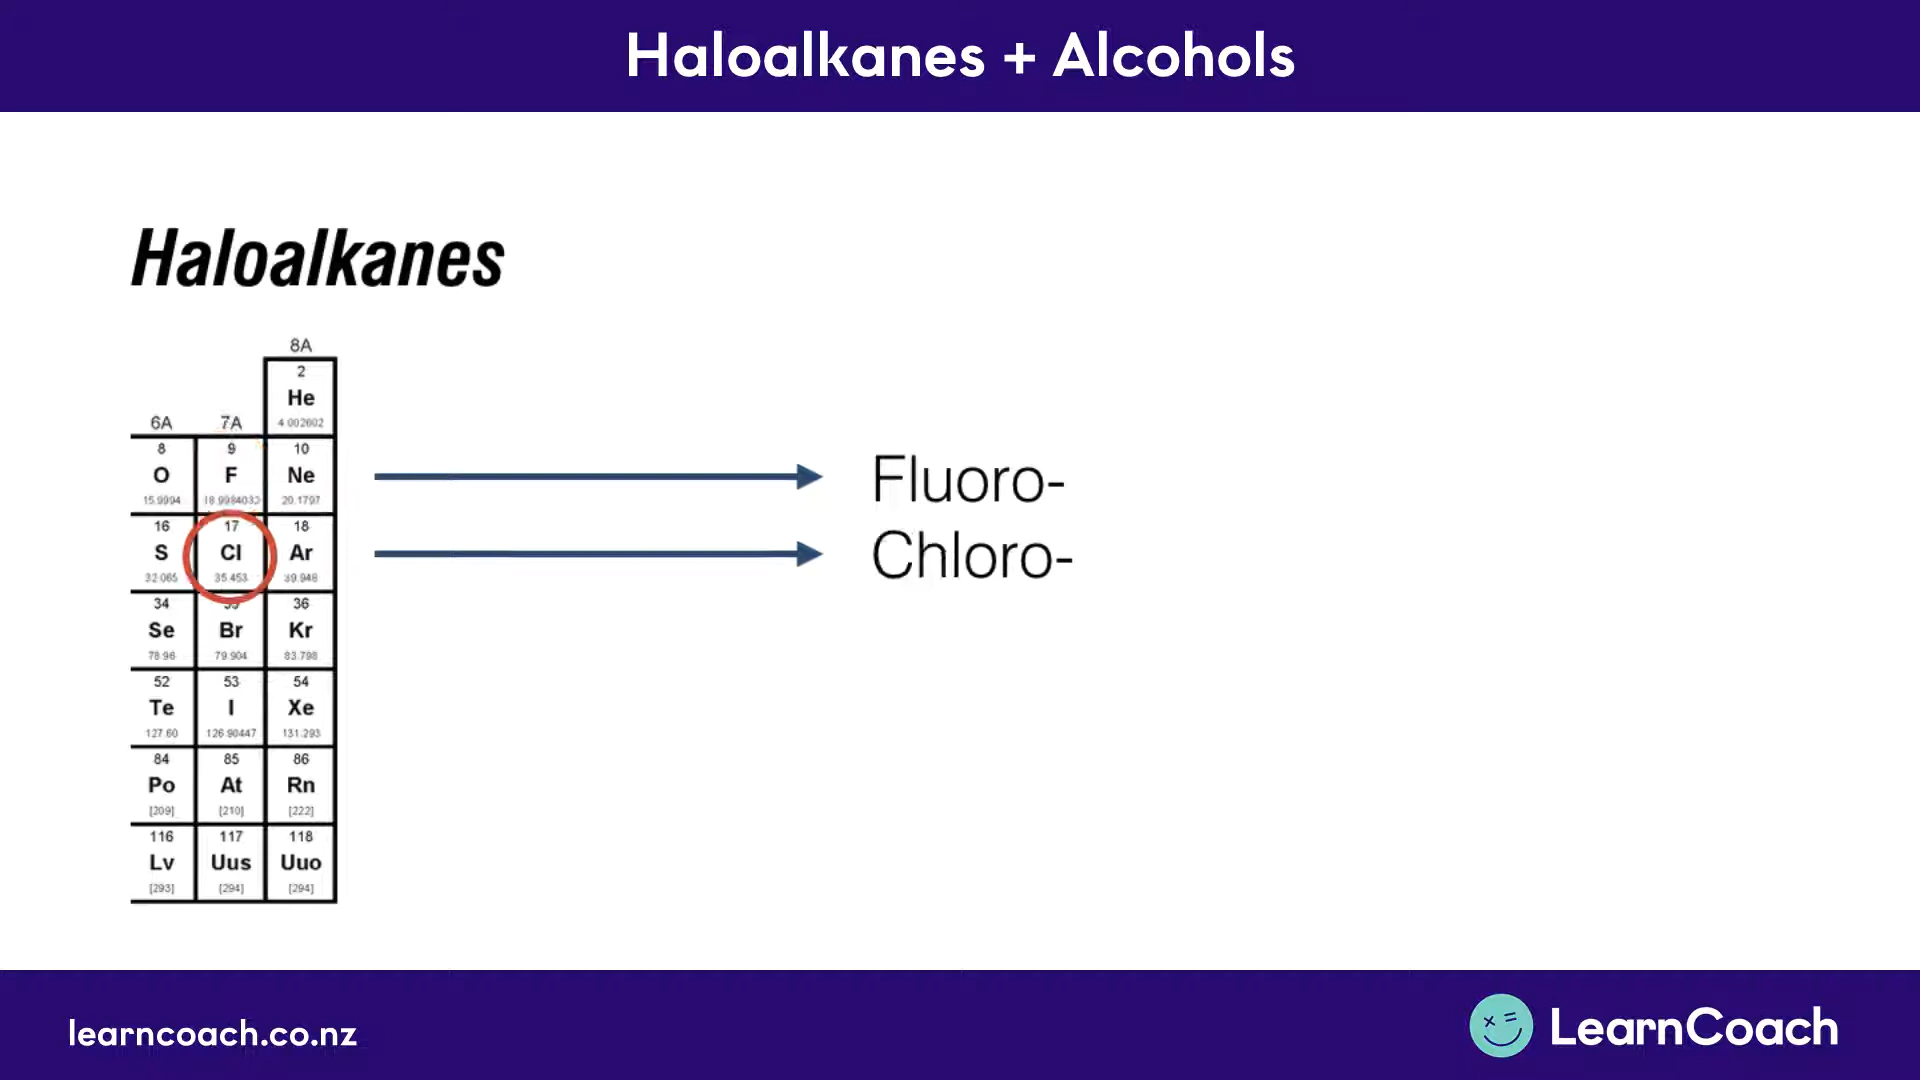 Haloalkanes + Alcohols
Haloalkanes
8A
2
He
4.002602
6A 7A
8 9 10
O F Ne
15.9994 18.9984032 20.1797
16 17 18
S Cl Ar
32.065 35.453 39.948
34 35 36
Se Br Kr
78.96 79.904 83.798
52 53 54
Te I Xe
127.60 126.90447 131.293
84 85 86
Po At Rn
[209] [210] [222]
116 117 118
Lv Uus Uuo
[293] [294] [294]
Fluoro-
Chloro-
learncoach.co.nz
LearnCoach